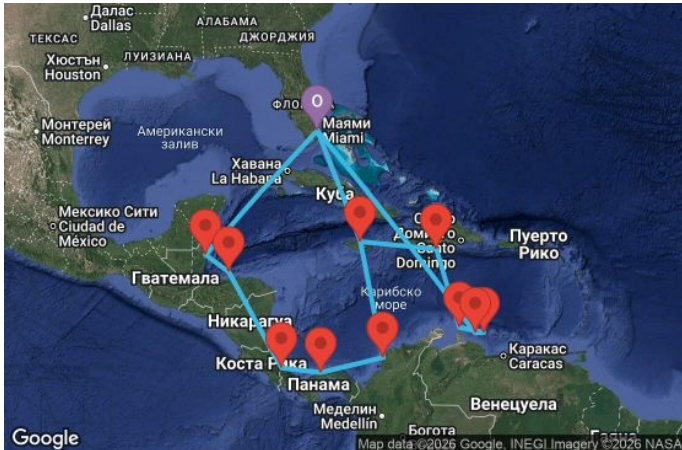 Далас
Dallas
АЛАБАМА
ТЕКСАС
ДЖОРДЖИЯ
ЛУИЗИАНА
Хюстън
Houston
ФЛО
O
Монтерей
Monterrey
Американски
залив
Маями
Miami
Хавана
La Habana
Куба
Мексико Сити
Ciudad de
México
Доми
го
Santo
Domingo
Пуерто
Рико
Гватемала
Карибско
море
Никарагуа
Коста Рика
Каракас
Caracas
Панама
Венецуела
Меделин
Medellín
Богота
Google
Map data ©2026 Google, INEGI Imagery ©2026 NASA